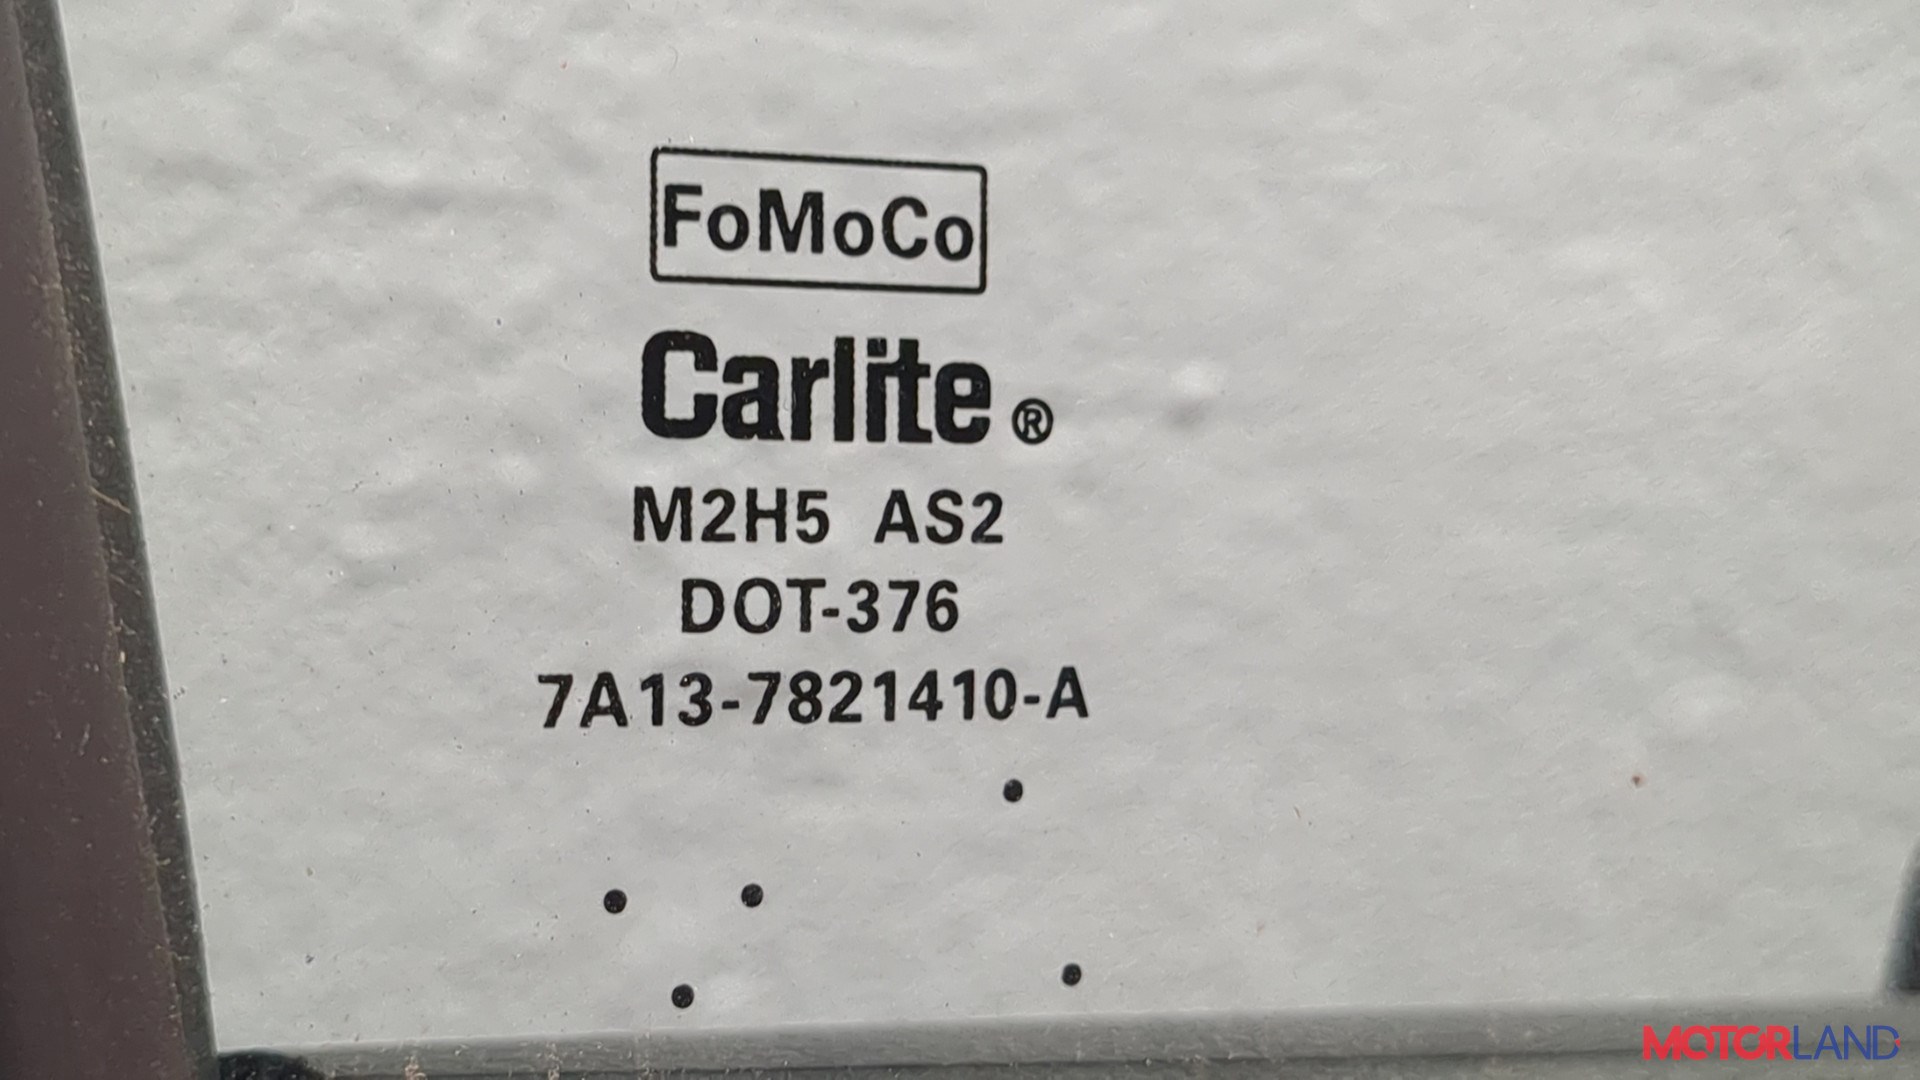 FoMoCo
Carlite ®
M2H5 AS2
DOT-376
7A13-7821410-A
MOTORLAND